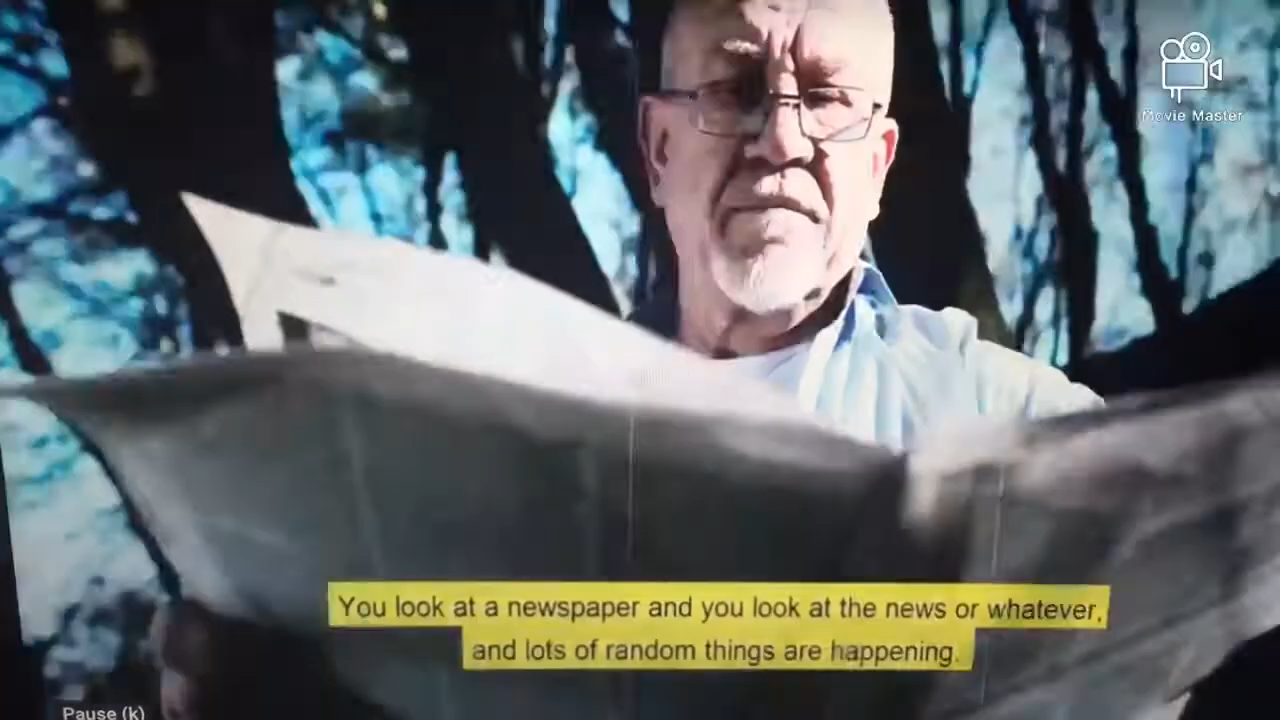 Movie Master
You look at a newspaper and you look at the news or whatever,
and lots of random things are happening.
Pause (k)